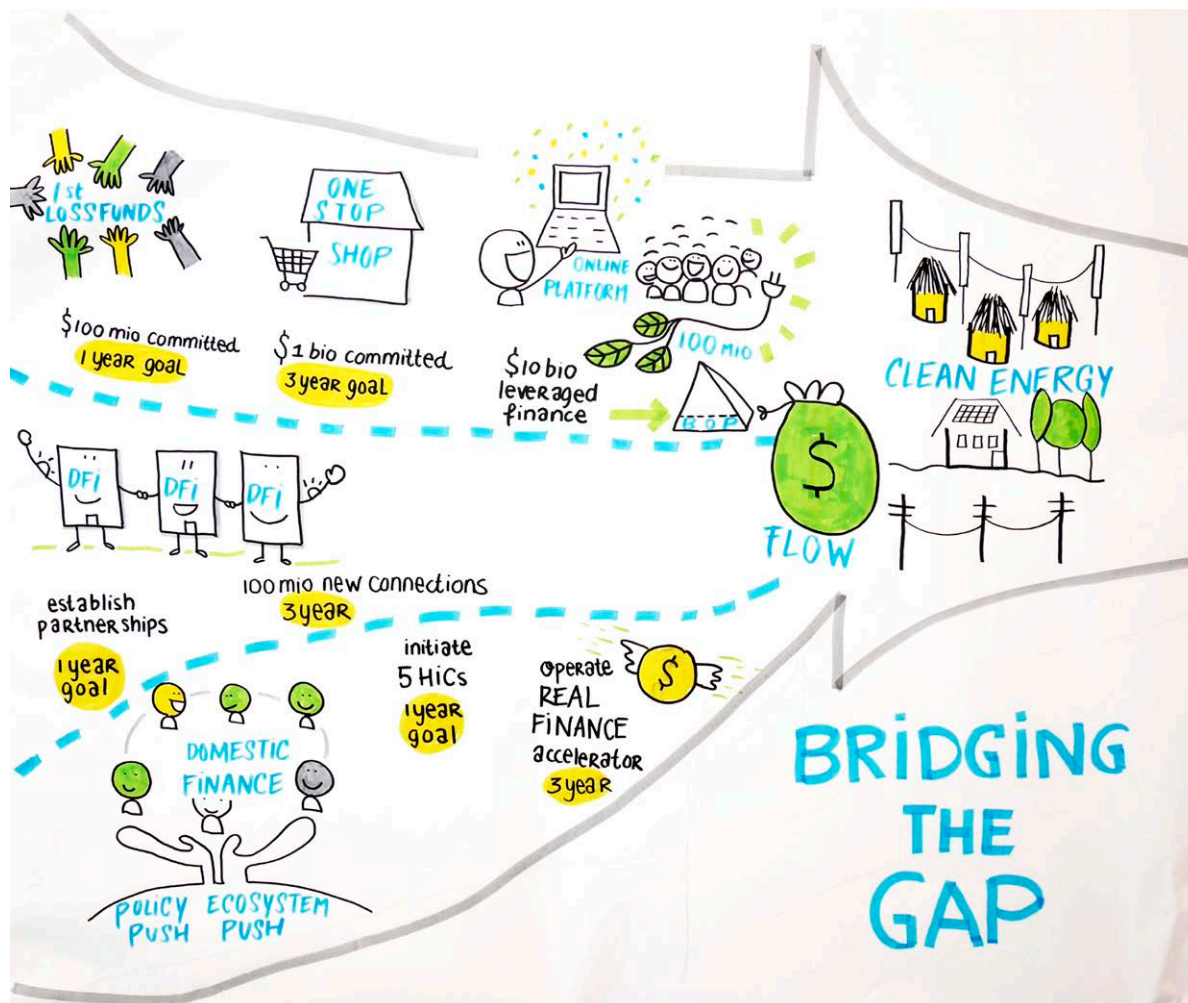 1st
LOSS FUNDS
$100 mio committed
1 year goal
ONE
STOP
SHOP
$1 bio committed
3 year goal
ONLINE
PLATFORM
100 mio
$10 bio
leveraged
finance
BOP
$
FLOW
CLEAN ENERGY
DFi
DFi
DFi
establish
partnerships
1 year
goal
100 mio new connections
3 year
DOMESTIC
FiNANCE
POLiCY ECOSYSTEM
PUSH PUSH
initiate
5 HiCs
1 year
goal
operate
REAL
FiNANCE
accelerator
3 year
$
BRiDGiNG
THE
GAP